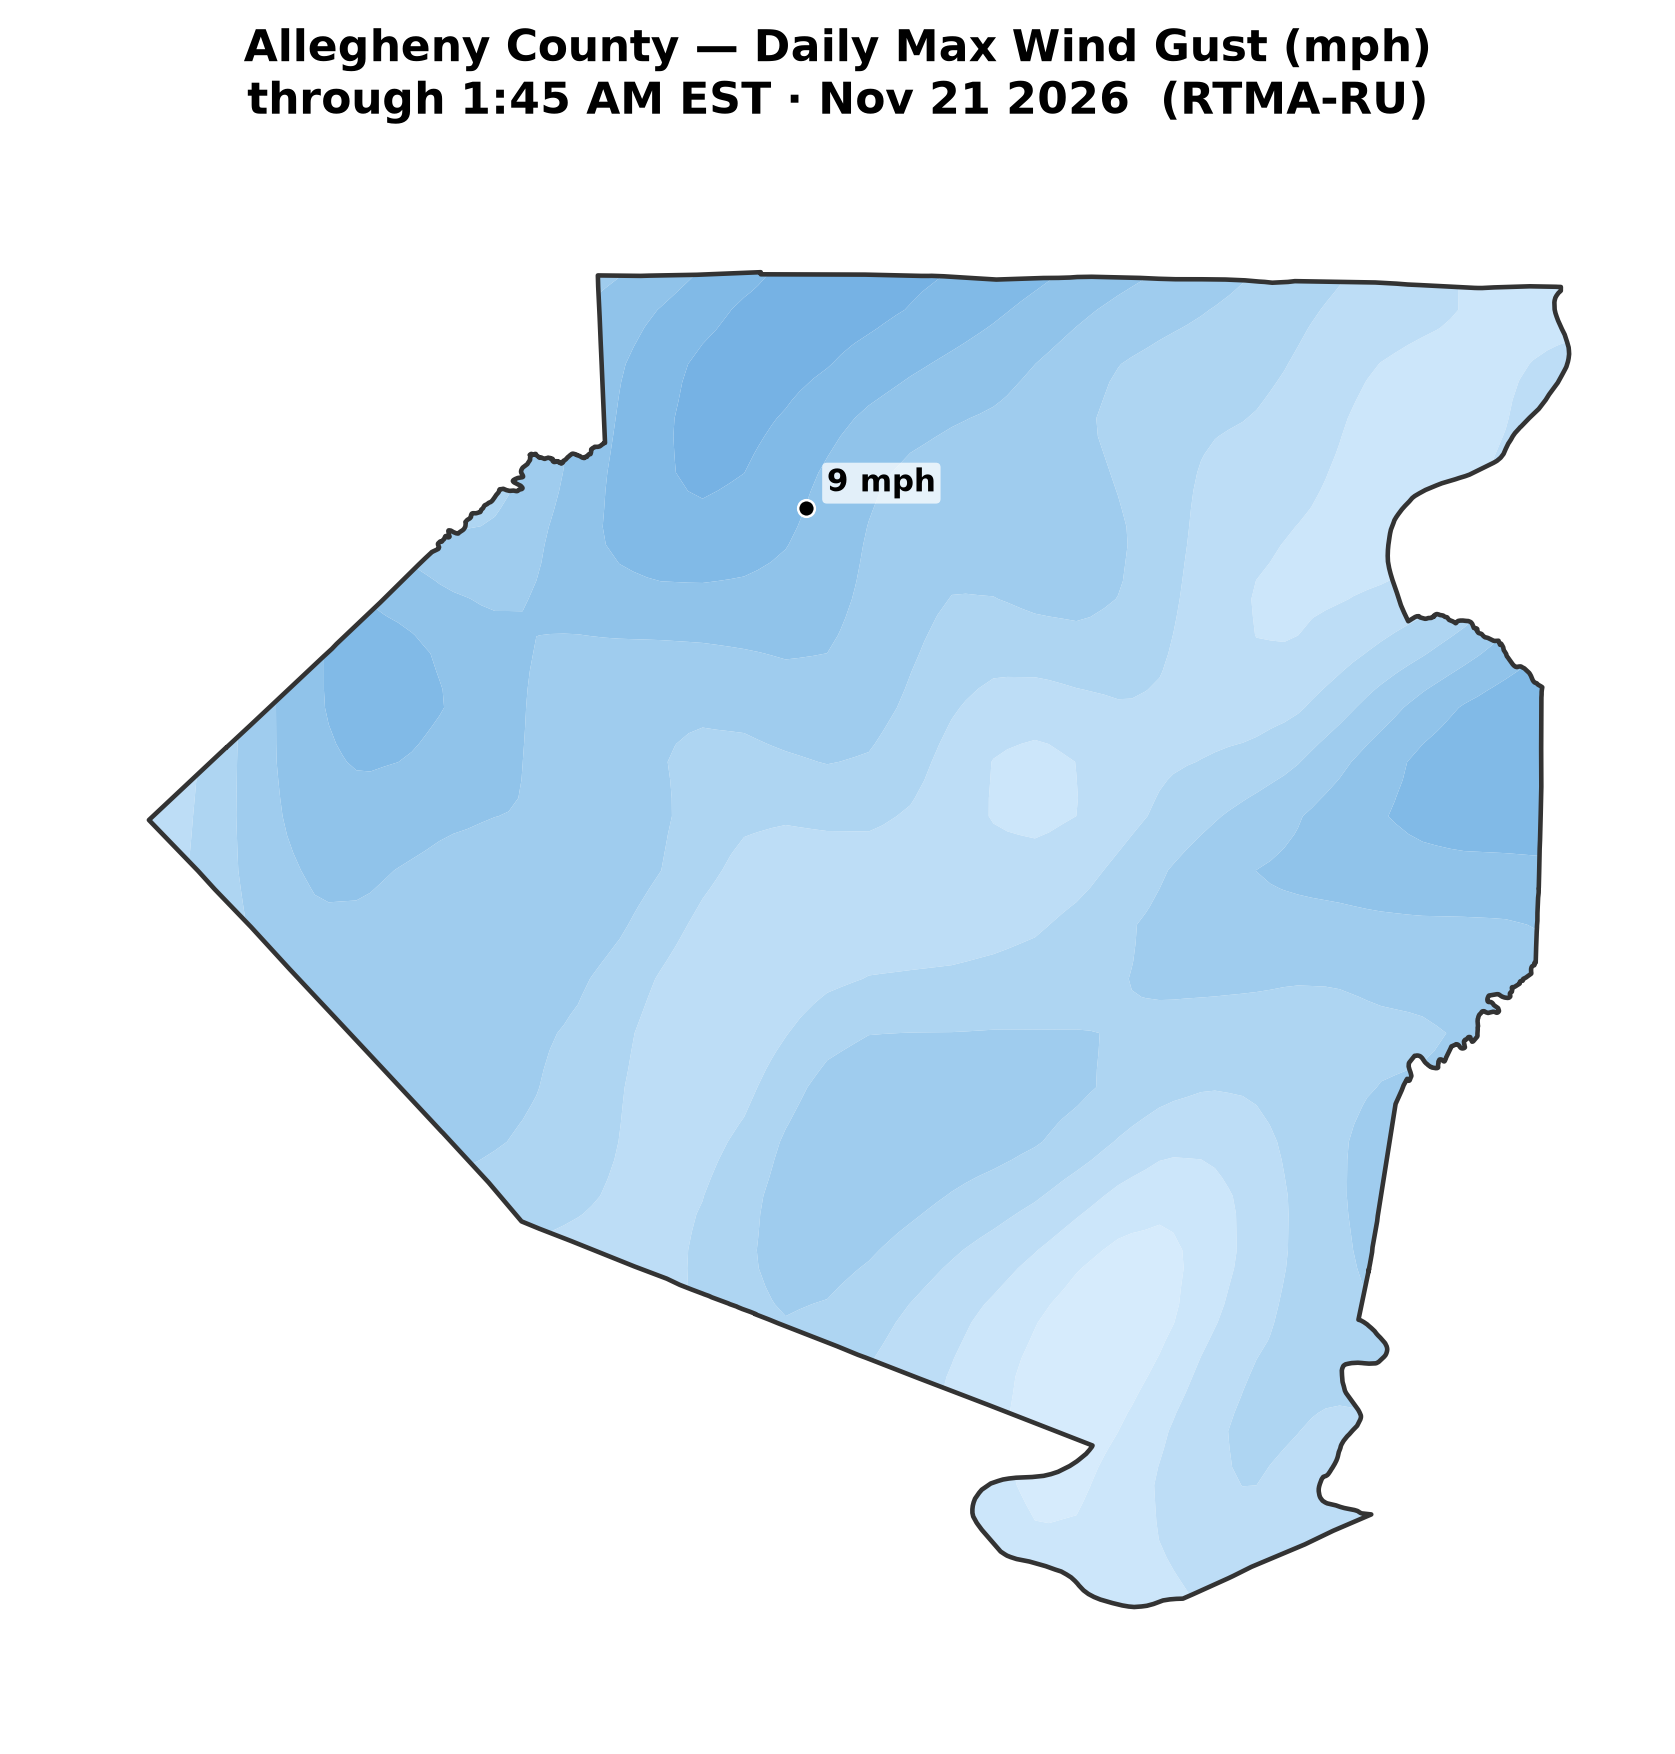 Allegheny County — Daily Max Wind Gust (mph)
through 1:45 AM EST · Nov 21 2026 (RTMA-RU)
9 mph